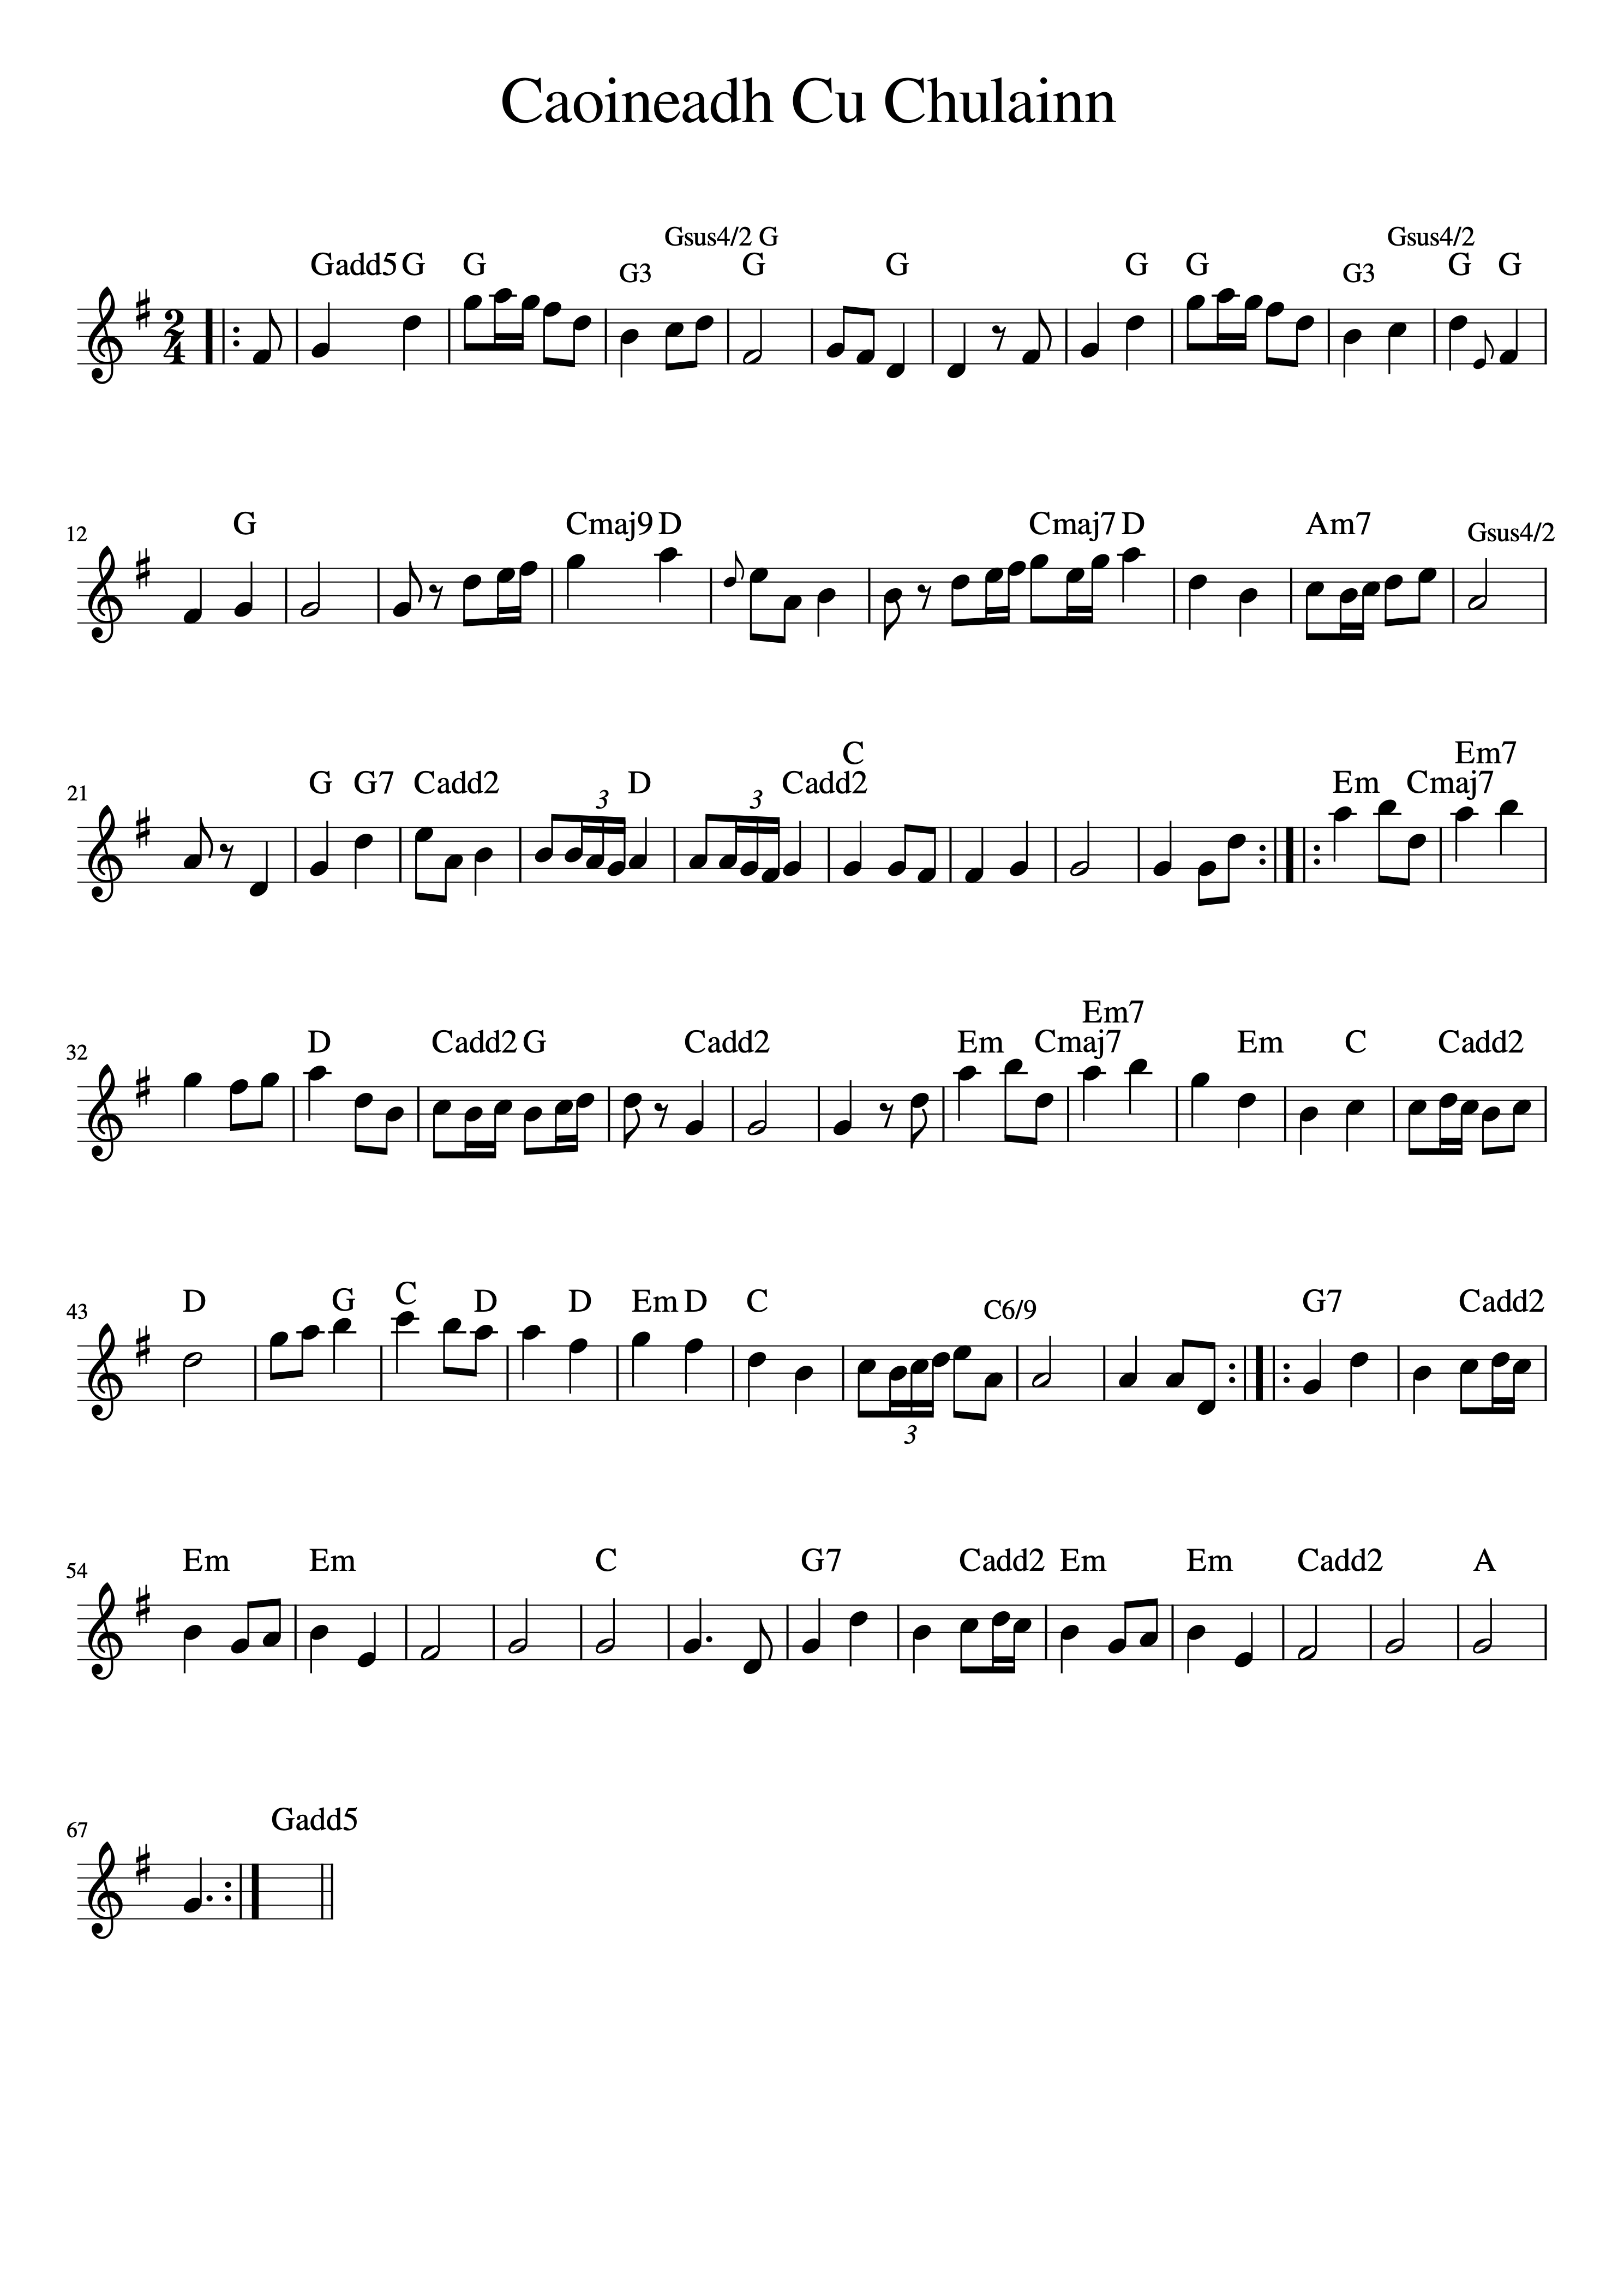 Caoineadh Cu Chulainn
Gsus4/2 G Gsus4/2
Gadd5 G G G3 G G G G G3 G G
2
4
12 G Cmaj9 D Cmaj7 D Am7 Gsus4/2
C Em7
21 G G7 Cadd2 3 D 3 Cadd2 Em Cmaj7
Em7
32 D Cadd2 G Cadd2 Em Cmaj7 Em C Cadd2
43 D G C D D Em D C C6/9 G7 Cadd2
3
54 Em Em C G7 Cadd2 Em Em Cadd2 A
67 Gadd5